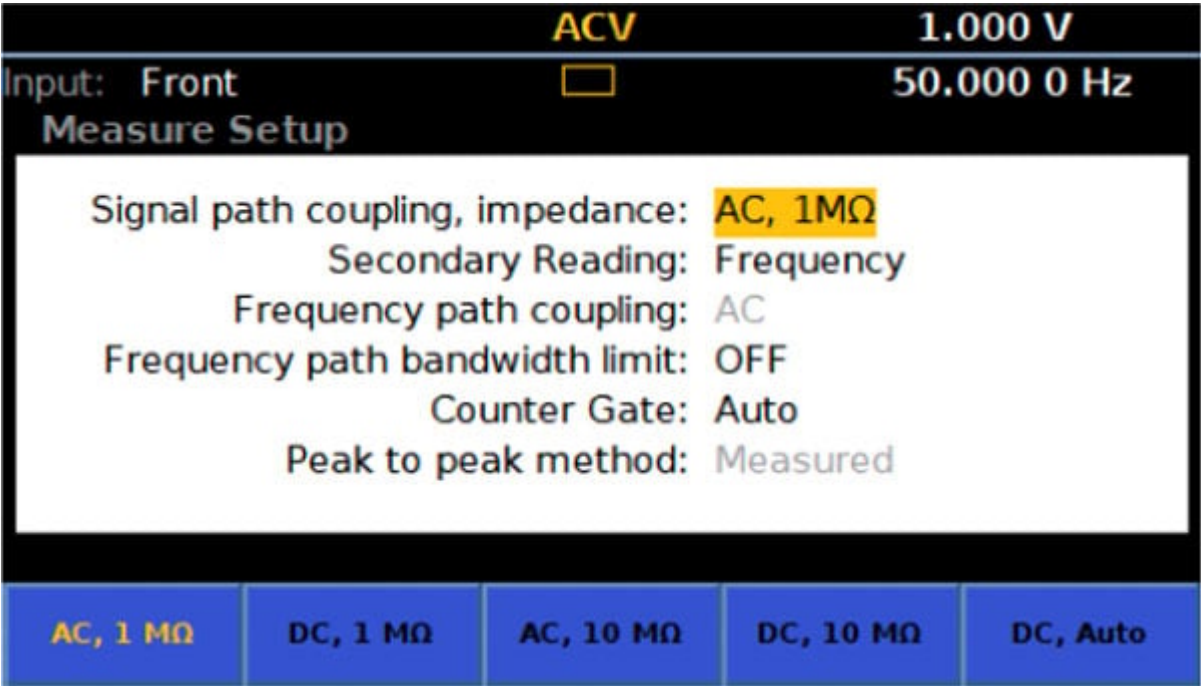 ACV 1.000 V
Input: Front 50.000 0 Hz
Measure Setup
Signal path coupling, impedance: AC, 1MΩ
Secondary Reading: Frequency
Frequency path coupling: AC
Frequency path bandwidth limit: OFF
Counter Gate: Auto
Peak to peak method: Measured
AC, 1 MΩ DC, 1 MΩ AC, 10 MΩ DC, 10 MΩ DC, Auto